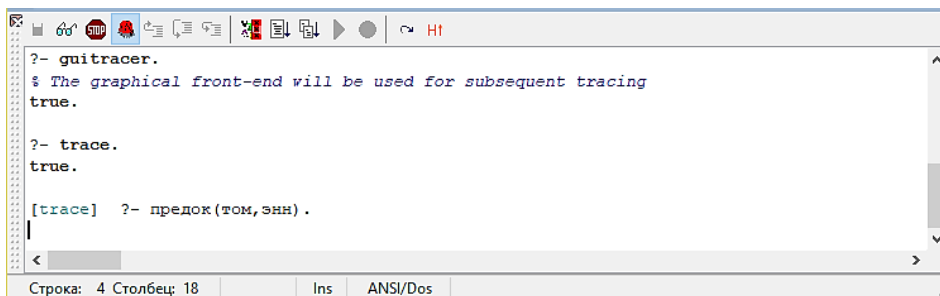 STOP
H↑
?- guitracer.
% The graphical front-end will be used for subsequent tracing
true.
?- trace.
true.
[trace]  ?- предок(том,энн).
Строка: 4 Столбец: 18 Ins ANSI/Dos